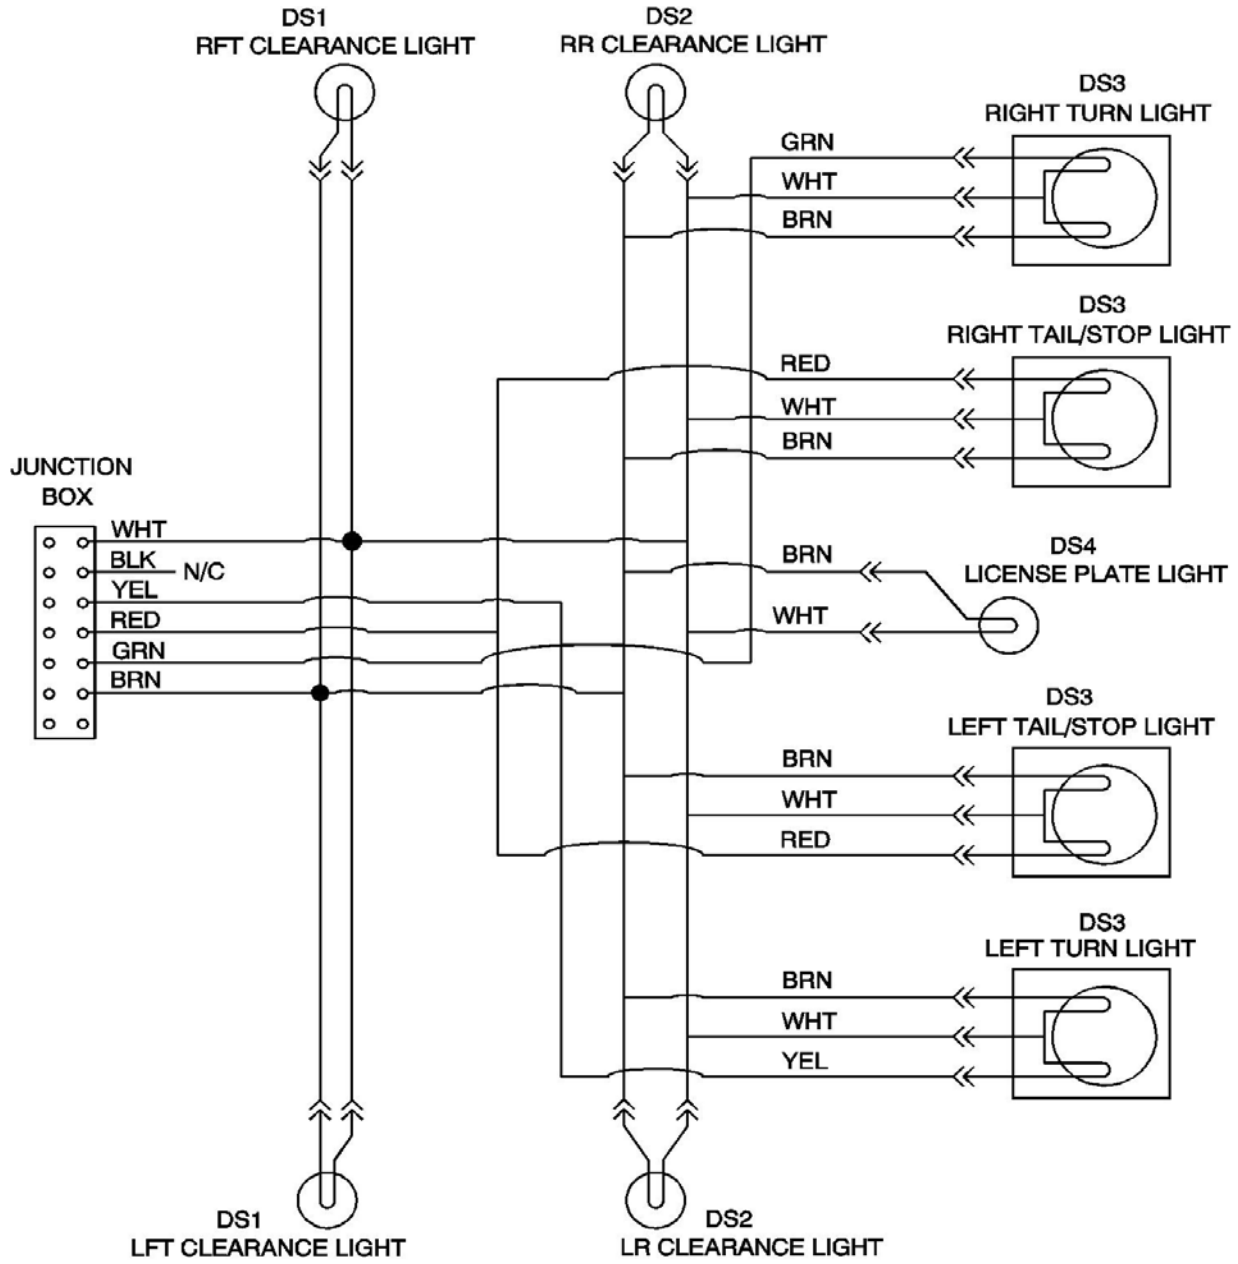 DS1
RFT CLEARANCE LIGHT
DS2
RR CLEARANCE LIGHT
DS3
RIGHT TURN LIGHT
GRN
WHT
BRN
DS3
RIGHT TAIL/STOP LIGHT
RED
WHT
BRN
JUNCTION
BOX
WHT
BLK
N/C
YEL
RED
GRN
BRN
DS4
LICENSE PLATE LIGHT
BRN
WHT
DS3
LEFT TAIL/STOP LIGHT
BRN
WHT
RED
DS3
LEFT TURN LIGHT
BRN
WHT
YEL
DS1
LFT CLEARANCE LIGHT
DS2
LR CLEARANCE LIGHT